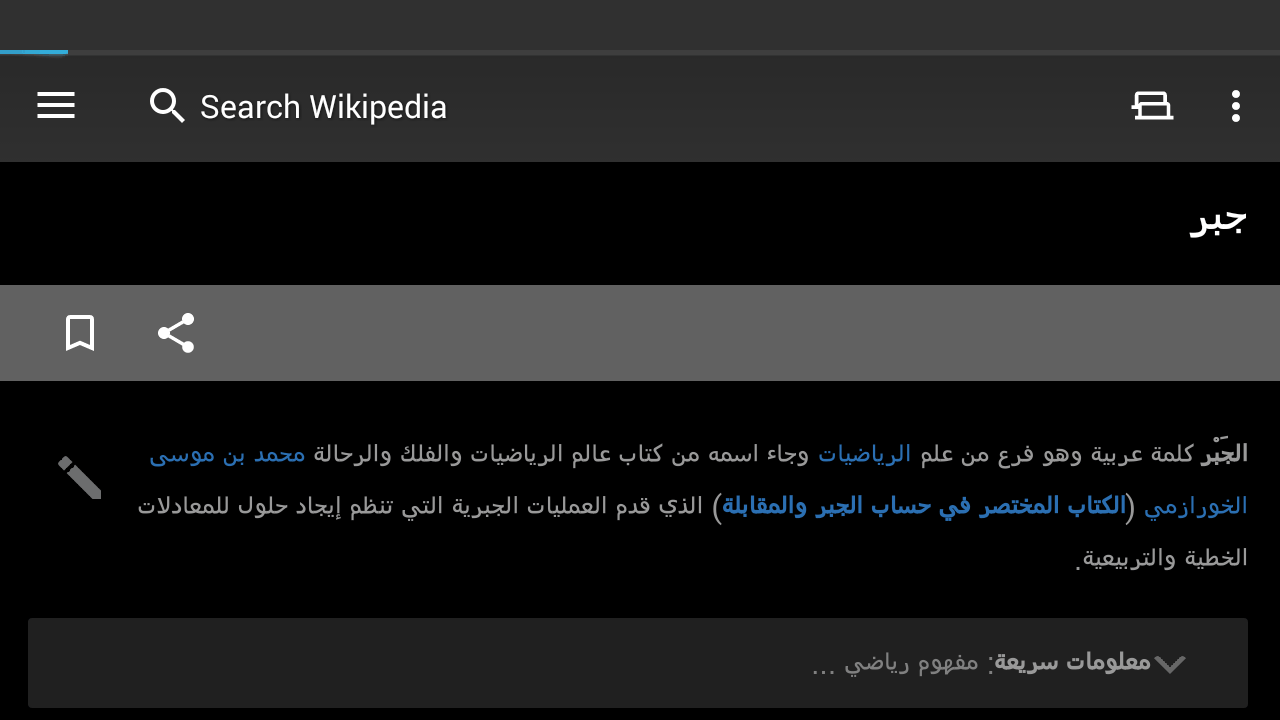 Search Wikipedia
جبر
الجَبْر كلمة عربية وهو فرع من علم الرياضيات وجاء اسمه من كتاب عالم الرياضيات والفلك والرحالة محمد بن موسى
الخورازمي (الكتاب المختصر في حساب الجبر والمقابلة) الذي قدم العمليات الجبرية التي تنظم إيجاد حلول للمعادلات
الخطية والتربيعية.
معلومات سريعة: مفهوم رياضي ...